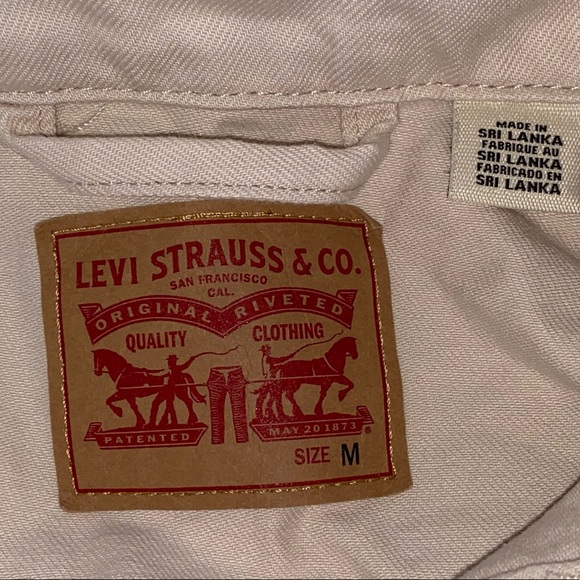 MADE IN
SRI LANKA
FABRIQUE AU
SRI LANKA
FABRICADO EN
SRI LANKA
LEVI STRAUSS & CO.
SAN FRANCISCO
CAL.
ORIGINAL RIVETED
QUALITY CLOTHING
PATENTED MAY 20 1873 ®
SIZE M